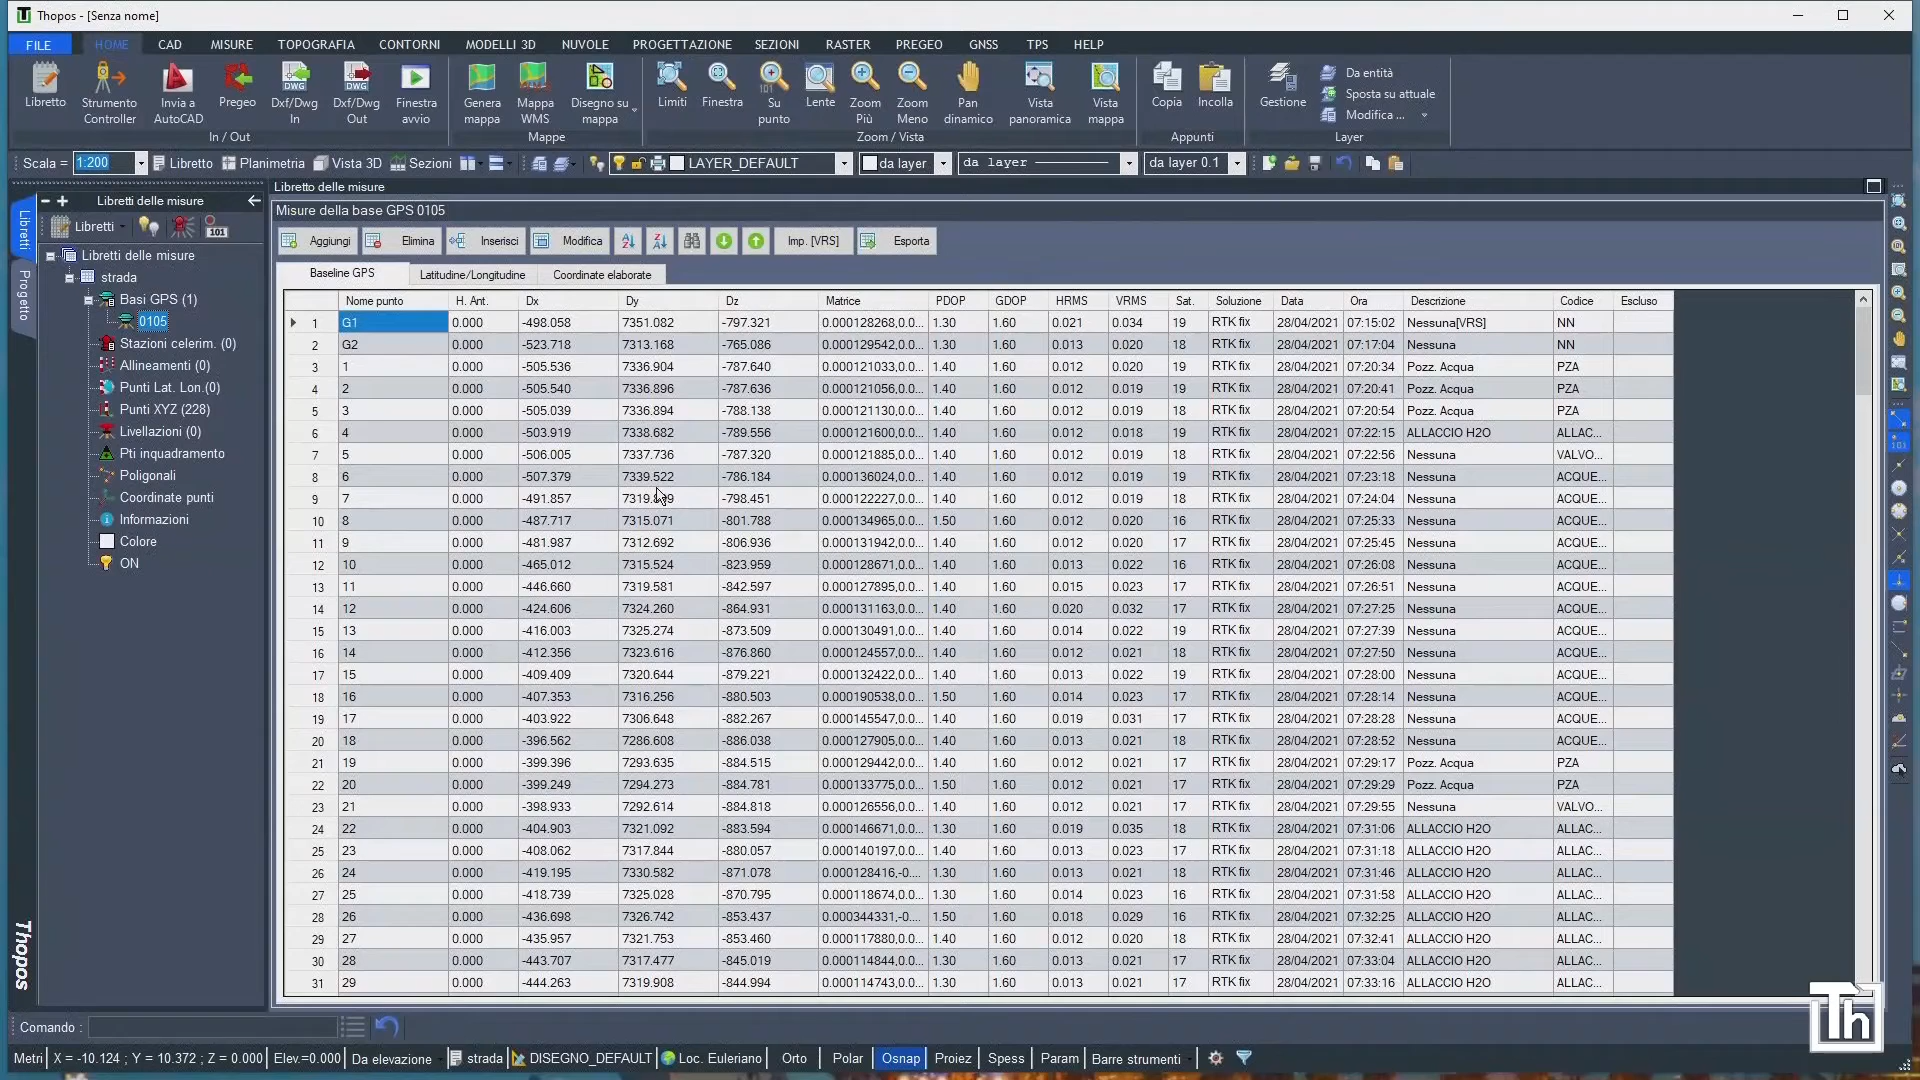 Thopos - [Senza nome]
FILE HOME CAD MISURE TOPOGRAFIA CONTORNI MODELLI 3D NUVOLE PROGETTAZIONE SEZIONI RASTER PREGEO GNSS TPS HELP
Libretto
Strumento Controller
Invia a AutoCAD
Pregeo
Dxf/Dwg In
Dxf/Dwg Out
Finestra avvio
Genera mappa
Mappa WMS
Disegno su mappa
Limiti
Finestra
Su punto
Lente
Zoom Più
Zoom Meno
Pan dinamico
Vista panoramica
Vista mappa
Copia
Incolla
Gestione
Da entità
Sposta su attuale
Modifica ...
In / Out
Mappe
Zoom / Vista
Appunti
Layer
Scala = 1:200 Libretto Planimetria Vista 3D Sezioni LAYER_DEFAULT da layer da layer da layer 0.1
Libretti
Progetto
Thopos
Libretti delle misure
Libretti
Libretti delle misure
strada
Basi GPS (1)
0105
Stazioni celerim. (0)
Allineamenti (0)
Punti Lat. Lon.(0)
Punti XYZ (228)
Livellazioni (0)
Pti inquadramento
Poligonali
Coordinate punti
Informazioni
Colore
ON
Libretto delle misure
Misure della base GPS 0105
Aggiungi Elimina Inserisci Modifica Imp. [VRS] Esporta
Baseline GPS Latitudine/Longitudine Coordinate elaborate
Nome punto H. Ant. Dx Dy Dz Matrice PDOP GDOP HRMS VRMS Sat. Soluzione Data Ora Descrizione Codice Escluso
1 G1 0.000 -498.058 7351.082 -797.321 0.000128268,0.0... 1.30 1.60 0.021 0.034 19 RTK fix 28/04/2021 07:15:02 Nessuna[VRS] NN
2 G2 0.000 -523.718 7313.168 -765.086 0.000129542,0.0... 1.30 1.60 0.013 0.020 18 RTK fix 28/04/2021 07:17:04 Nessuna NN
3 1 0.000 -505.536 7336.904 -787.640 0.000121033,0.0... 1.40 1.60 0.012 0.020 19 RTK fix 28/04/2021 07:20:34 Pozz. Acqua PZA
4 2 0.000 -505.540 7336.896 -787.636 0.000121056,0.0... 1.40 1.60 0.012 0.019 19 RTK fix 28/04/2021 07:20:41 Pozz. Acqua PZA
5 3 0.000 -505.039 7336.894 -788.138 0.000121130,0.0... 1.40 1.60 0.012 0.019 18 RTK fix 28/04/2021 07:20:54 Pozz. Acqua PZA
6 4 0.000 -503.919 7338.682 -789.556 0.000121600,0.0... 1.40 1.60 0.012 0.018 19 RTK fix 28/04/2021 07:22:15 ALLACCIO H2O ALLAC...
7 5 0.000 -506.005 7337.736 -787.320 0.000121885,0.0... 1.40 1.60 0.012 0.019 18 RTK fix 28/04/2021 07:22:56 Nessuna VALVO...
8 6 0.000 -507.379 7339.522 -786.184 0.000136024,0.0... 1.40 1.60 0.012 0.019 19 RTK fix 28/04/2021 07:23:18 Nessuna ACQUE...
9 7 0.000 -491.857 -798.451 0.000122227,0.0... 1.40 1.60 0.012 0.019 18 RTK fix 28/04/2021 07:24:04 Nessuna ACQUE...
10 8 0.000 -487.717 7315.071 -801.788 0.000134965,0.0... 1.50 1.60 0.012 0.020 16 RTK fix 28/04/2021 07:25:33 Nessuna ACQUE...
11 9 0.000 -481.987 7312.692 -806.936 0.000131942,0.0... 1.40 1.60 0.012 0.020 17 RTK fix 28/04/2021 07:25:45 Nessuna ACQUE...
12 10 0.000 -465.012 7315.524 -823.959 0.000128671,0.0... 1.40 1.60 0.013 0.022 16 RTK fix 28/04/2021 07:26:08 Nessuna ACQUE...
13 11 0.000 -446.660 7319.581 -842.597 0.000127895,0.0... 1.40 1.60 0.015 0.023 17 RTK fix 28/04/2021 07:26:51 Nessuna ACQUE...
14 12 0.000 -424.606 7324.260 -864.931 0.000131163,0.0... 1.40 1.60 0.020 0.032 17 RTK fix 28/04/2021 07:27:25 Nessuna ACQUE...
15 13 0.000 -416.003 7325.274 -873.509 0.000130491,0.0... 1.40 1.60 0.014 0.022 19 RTK fix 28/04/2021 07:27:39 Nessuna ACQUE...
16 14 0.000 -412.356 7323.616 -876.860 0.000124557,0.0... 1.40 1.60 0.012 0.021 18 RTK fix 28/04/2021 07:27:50 Nessuna ACQUE...
17 15 0.000 -409.409 7320.644 -879.221 0.000132422,0.0... 1.40 1.60 0.013 0.022 19 RTK fix 28/04/2021 07:28:00 Nessuna ACQUE...
18 16 0.000 -407.353 7316.256 -880.503 0.000190538,0.0... 1.50 1.60 0.014 0.023 17 RTK fix 28/04/2021 07:28:14 Nessuna ACQUE...
19 17 0.000 -403.922 7306.648 -882.267 0.000145547,0.0... 1.40 1.60 0.019 0.031 17 RTK fix 28/04/2021 07:28:28 Nessuna ACQUE...
20 18 0.000 -396.562 7286.608 -886.038 0.000127905,0.0... 1.40 1.60 0.013 0.021 18 RTK fix 28/04/2021 07:28:52 Nessuna ACQUE...
21 19 0.000 -399.396 7293.635 -884.515 0.000129442,0.0... 1.40 1.60 0.012 0.021 17 RTK fix 28/04/2021 07:29:17 Pozz. Acqua PZA
22 20 0.000 -399.249 7294.273 -884.781 0.000133775,0.0... 1.50 1.60 0.012 0.021 17 RTK fix 28/04/2021 07:29:29 Pozz. Acqua PZA
23 21 0.000 -398.933 7292.614 -884.818 0.000126556,0.0... 1.40 1.60 0.012 0.021 17 RTK fix 28/04/2021 07:29:55 Nessuna VALVO...
24 22 0.000 -404.903 7321.092 -883.594 0.000146671,0.0... 1.30 1.60 0.019 0.035 18 RTK fix 28/04/2021 07:31:06 ALLACCIO H2O ALLAC...
25 23 0.000 -408.062 7317.844 -880.057 0.000140197,0.0... 1.40 1.60 0.013 0.023 17 RTK fix 28/04/2021 07:31:18 ALLACCIO H2O ALLAC...
26 24 0.000 -419.195 7330.582 -871.078 0.000128416,-0.... 1.30 1.60 0.013 0.021 18 RTK fix 28/04/2021 07:31:46 ALLACCIO H2O ALLAC...
27 25 0.000 -418.739 7325.028 -870.795 0.000118674,0.0... 1.30 1.60 0.014 0.023 16 RTK fix 28/04/2021 07:31:58 ALLACCIO H2O ALLAC...
28 26 0.000 -436.698 7326.742 -853.437 0.000344331,-0.... 1.50 1.60 0.018 0.029 16 RTK fix 28/04/2021 07:32:25 ALLACCIO H2O ALLAC...
29 27 0.000 -435.957 7321.753 -853.460 0.000117880,0.0... 1.40 1.60 0.012 0.020 18 RTK fix 28/04/2021 07:32:41 ALLACCIO H2O ALLAC...
30 28 0.000 -443.707 7317.477 -845.019 0.000114844,0.0... 1.30 1.60 0.013 0.021 17 RTK fix 28/04/2021 07:33:04 ALLACCIO H2O ALLAC...
31 29 0.000 -444.263 7319.908 -844.994 0.000114743,0.0... 1.30 1.60 0.013 0.021 17 RTK fix 28/04/2021 07:33:16 ALLACCIO H2O ALLAC...
Th
Comando :
Metri X = -10.124 ; Y = 10.372 ; Z = 0.000 Elev.=0.000 Da elevazione strada DISEGNO_DEFAULT Loc. Euleriano Orto Polar Osnap Proiez Spess Param Barre strumenti